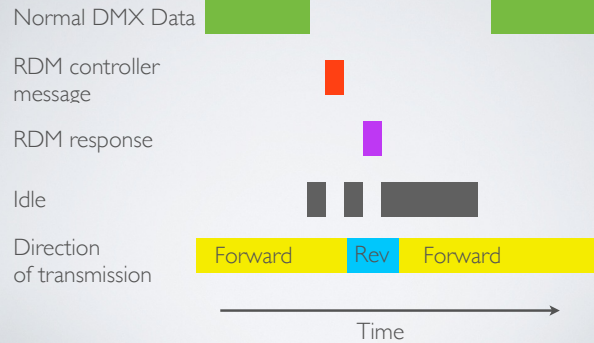 Normal DMX Data
RDM controller
message
RDM response
Idle
Direction
of transmission
Forward
Rev
Forward
Time